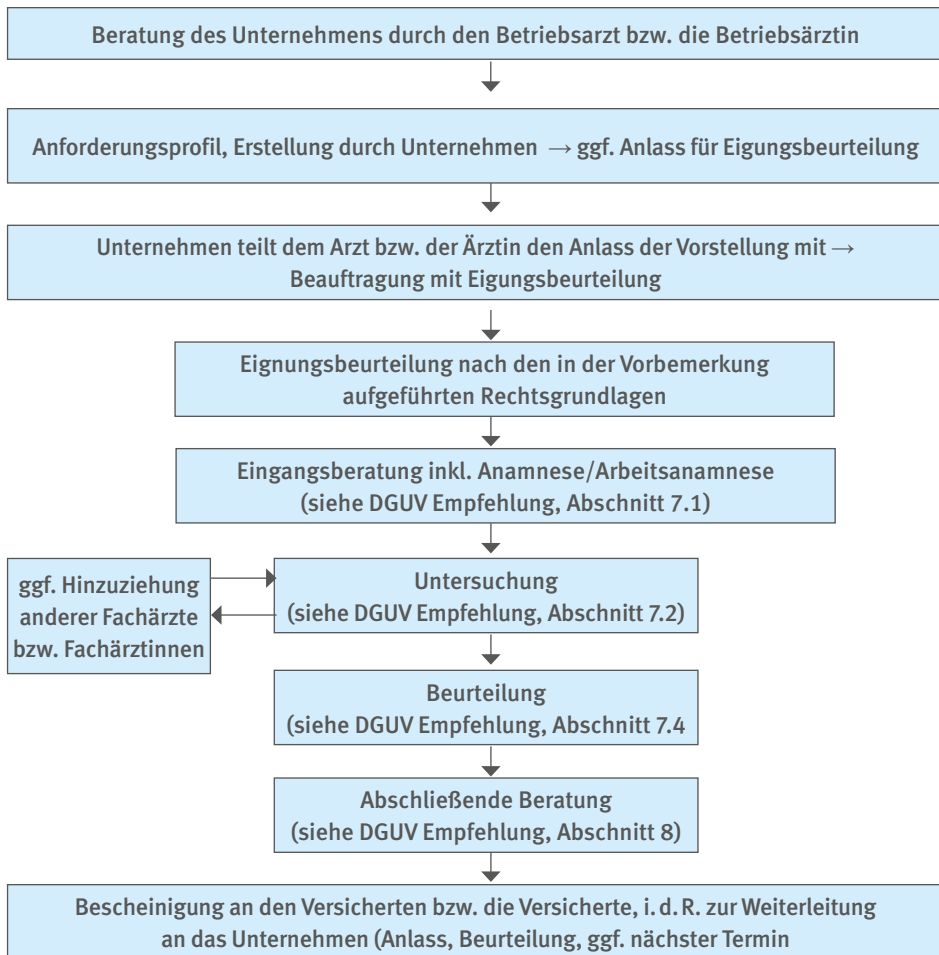 Beratung des Unternehmens durch den Betriebsarzt bzw. die Betriebsärztin
Anforderungsprofil, Erstellung durch Unternehmen → ggf. Anlass für Eigungsbeurteilung
Unternehmen teilt dem Arzt bzw. der Ärztin den Anlass der Vorstellung mit →
Beauftragung mit Eigungsbeurteilung
Eignungsbeurteilung nach den in der Vorbemerkung
aufgeführten Rechtsgrundlagen
Eingangsberatung inkl. Anamnese/Arbeitsanamnese
(siehe DGUV Empfehlung, Abschnitt 7.1)
ggf. Hinzuziehung
anderer Fachärzte
bzw. Fachärztinnen
Untersuchung
(siehe DGUV Empfehlung, Abschnitt 7.2)
Beurteilung
(siehe DGUV Empfehlung, Abschnitt 7.4
Abschließende Beratung
(siehe DGUV Empfehlung, Abschnitt 8)
Bescheinigung an den Versicherten bzw. die Versicherte, i. d. R. zur Weiterleitung
an das Unternehmen (Anlass, Beurteilung, ggf. nächster Termin